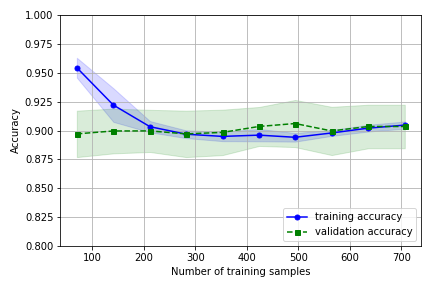 1.000
0.975
0.950
0.925
0.900
0.875
0.850
0.825
0.800
Accuracy
training accuracy
validation accuracy
100 200 300 400 500 600 700
Number of training samples